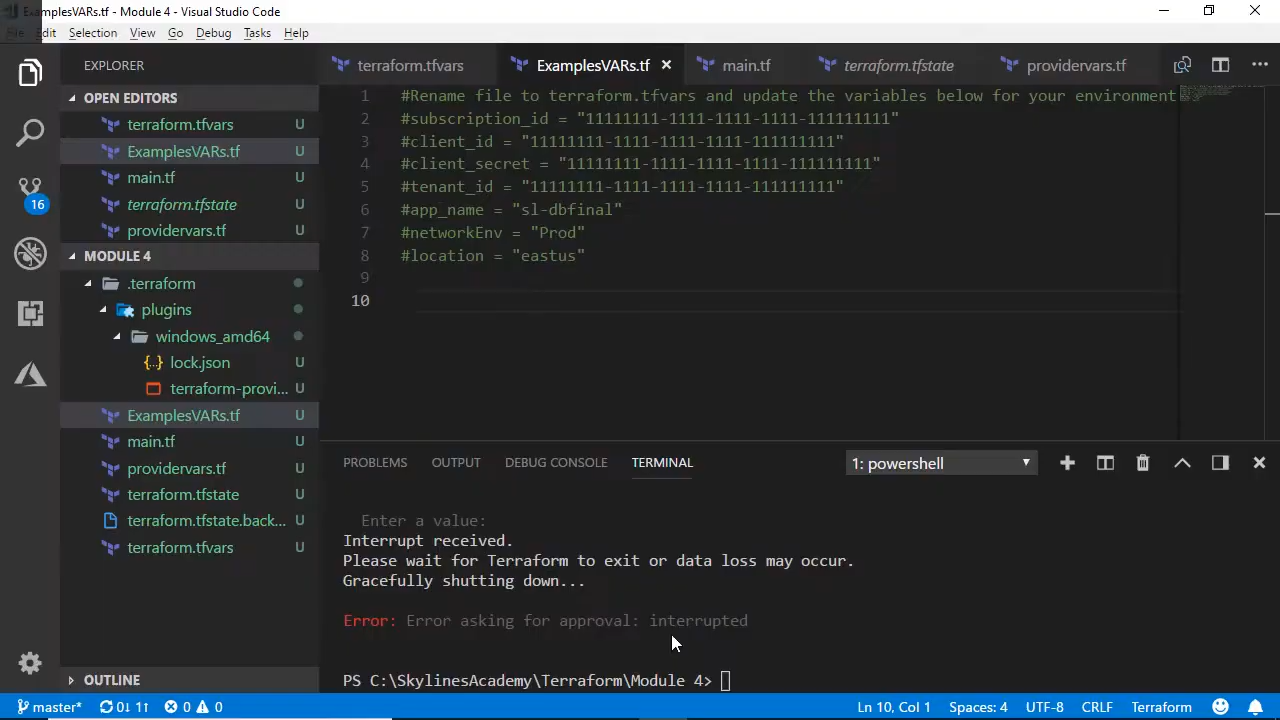 ExamplesVARs.tf - Module 4 - Visual Studio Code
File Edit Selection View Go Debug Tasks Help
EXPLORER
terraform.tfvars ExamplesVARs.tf main.tf terraform.tfstate providervars.tf
OPEN EDITORS
terraform.tfvars U
ExamplesVARs.tf U
main.tf U
terraform.tfstate U
providervars.tf U
16
MODULE 4
.terraform
plugins
windows_amd64
lock.json U
terraform-provi... U
ExamplesVARs.tf U
main.tf U
providervars.tf U
terraform.tfstate U
terraform.tfstate.back... U
terraform.tfvars U
OUTLINE
1 #Rename file to terraform.tfvars and update the variables below for your environment
2 #subscription_id = "11111111-1111-1111-1111-111111111"
3 #client_id = "11111111-1111-1111-1111-111111111"
4 #client_secret = "11111111-1111-1111-1111-111111111"
5 #tenant_id = "11111111-1111-1111-1111-111111111"
6 #app_name = "sl-dbfinal"
7 #networkEnv = "Prod"
8 #location = "eastus"
9
10
PROBLEMS OUTPUT DEBUG CONSOLE TERMINAL 1: powershell
Enter a value:
Interrupt received.
Please wait for Terraform to exit or data loss may occur.
Gracefully shutting down...
Error: Error asking for approval: interrupted
PS C:\SkylinesAcademy\Terraform\Module 4>
master* 0↓ 1↑ 0 0 Ln 10, Col 1 Spaces: 4 UTF-8 CRLF Terraform